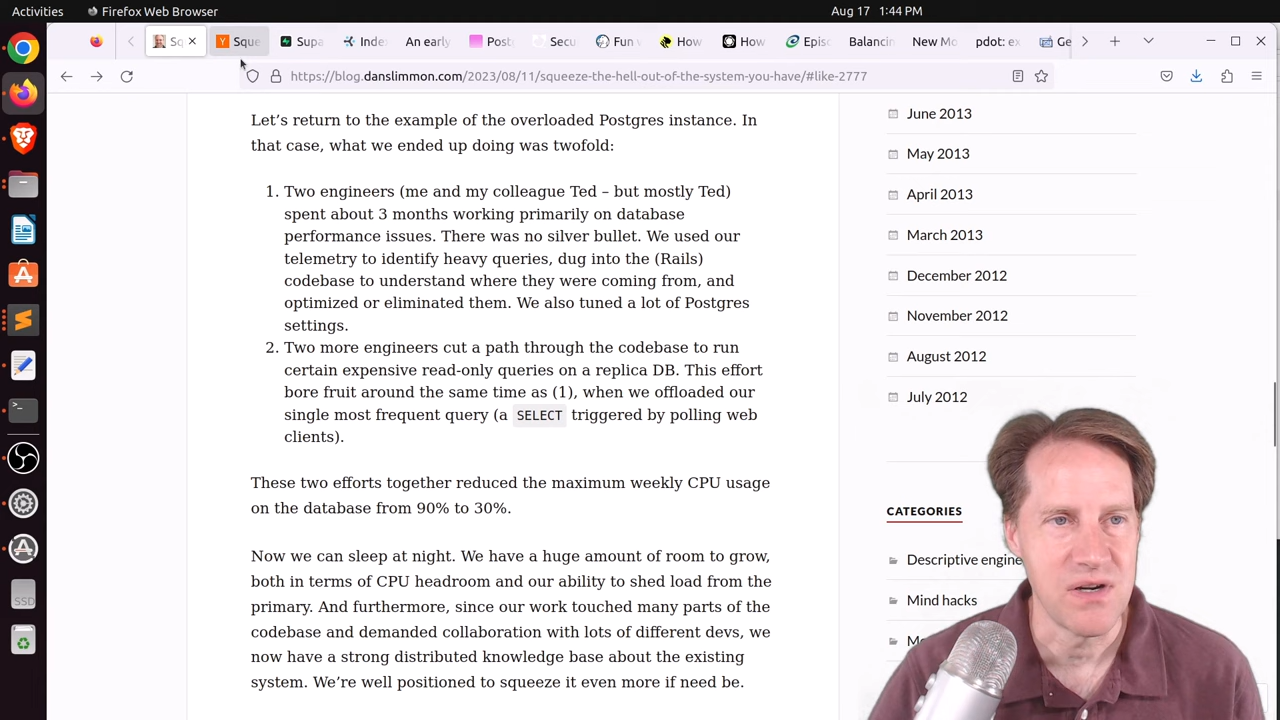 Activities
Firefox Web Browser
Aug 17 1:44 PM
Sq
Sque
Supa
Index
An early
Post
Secu
Fun w
How
How
Episo
Balancin
New Mo
pdot: ex
Ge
https://blog.danslimmon.com/2023/08/11/squeeze-the-hell-out-of-the-system-you-have/#like-2777
Let’s return to the example of the overloaded Postgres instance. In
that case, what we ended up doing was twofold:
1. Two engineers (me and my colleague Ted – but mostly Ted)
spent about 3 months working primarily on database
performance issues. There was no silver bullet. We used our
telemetry to identify heavy queries, dug into the (Rails)
codebase to understand where they were coming from, and
optimized or eliminated them. We also tuned a lot of Postgres
settings.
2. Two more engineers cut a path through the codebase to run
certain expensive read-only queries on a replica DB. This effort
bore fruit around the same time as (1), when we offloaded our
single most frequent query (a SELECT triggered by polling web
clients).
These two efforts together reduced the maximum weekly CPU usage
on the database from 90% to 30%.
Now we can sleep at night. We have a huge amount of room to grow,
both in terms of CPU headroom and our ability to shed load from the
primary. And furthermore, since our work touched many parts of the
codebase and demanded collaboration with lots of different devs, we
now have a strong distributed knowledge base about the existing
system. We’re well positioned to squeeze it even more if need be.
June 2013
May 2013
April 2013
March 2013
December 2012
November 2012
August 2012
July 2012
CATEGORIES
Descriptive engine
Mind hacks
SSD